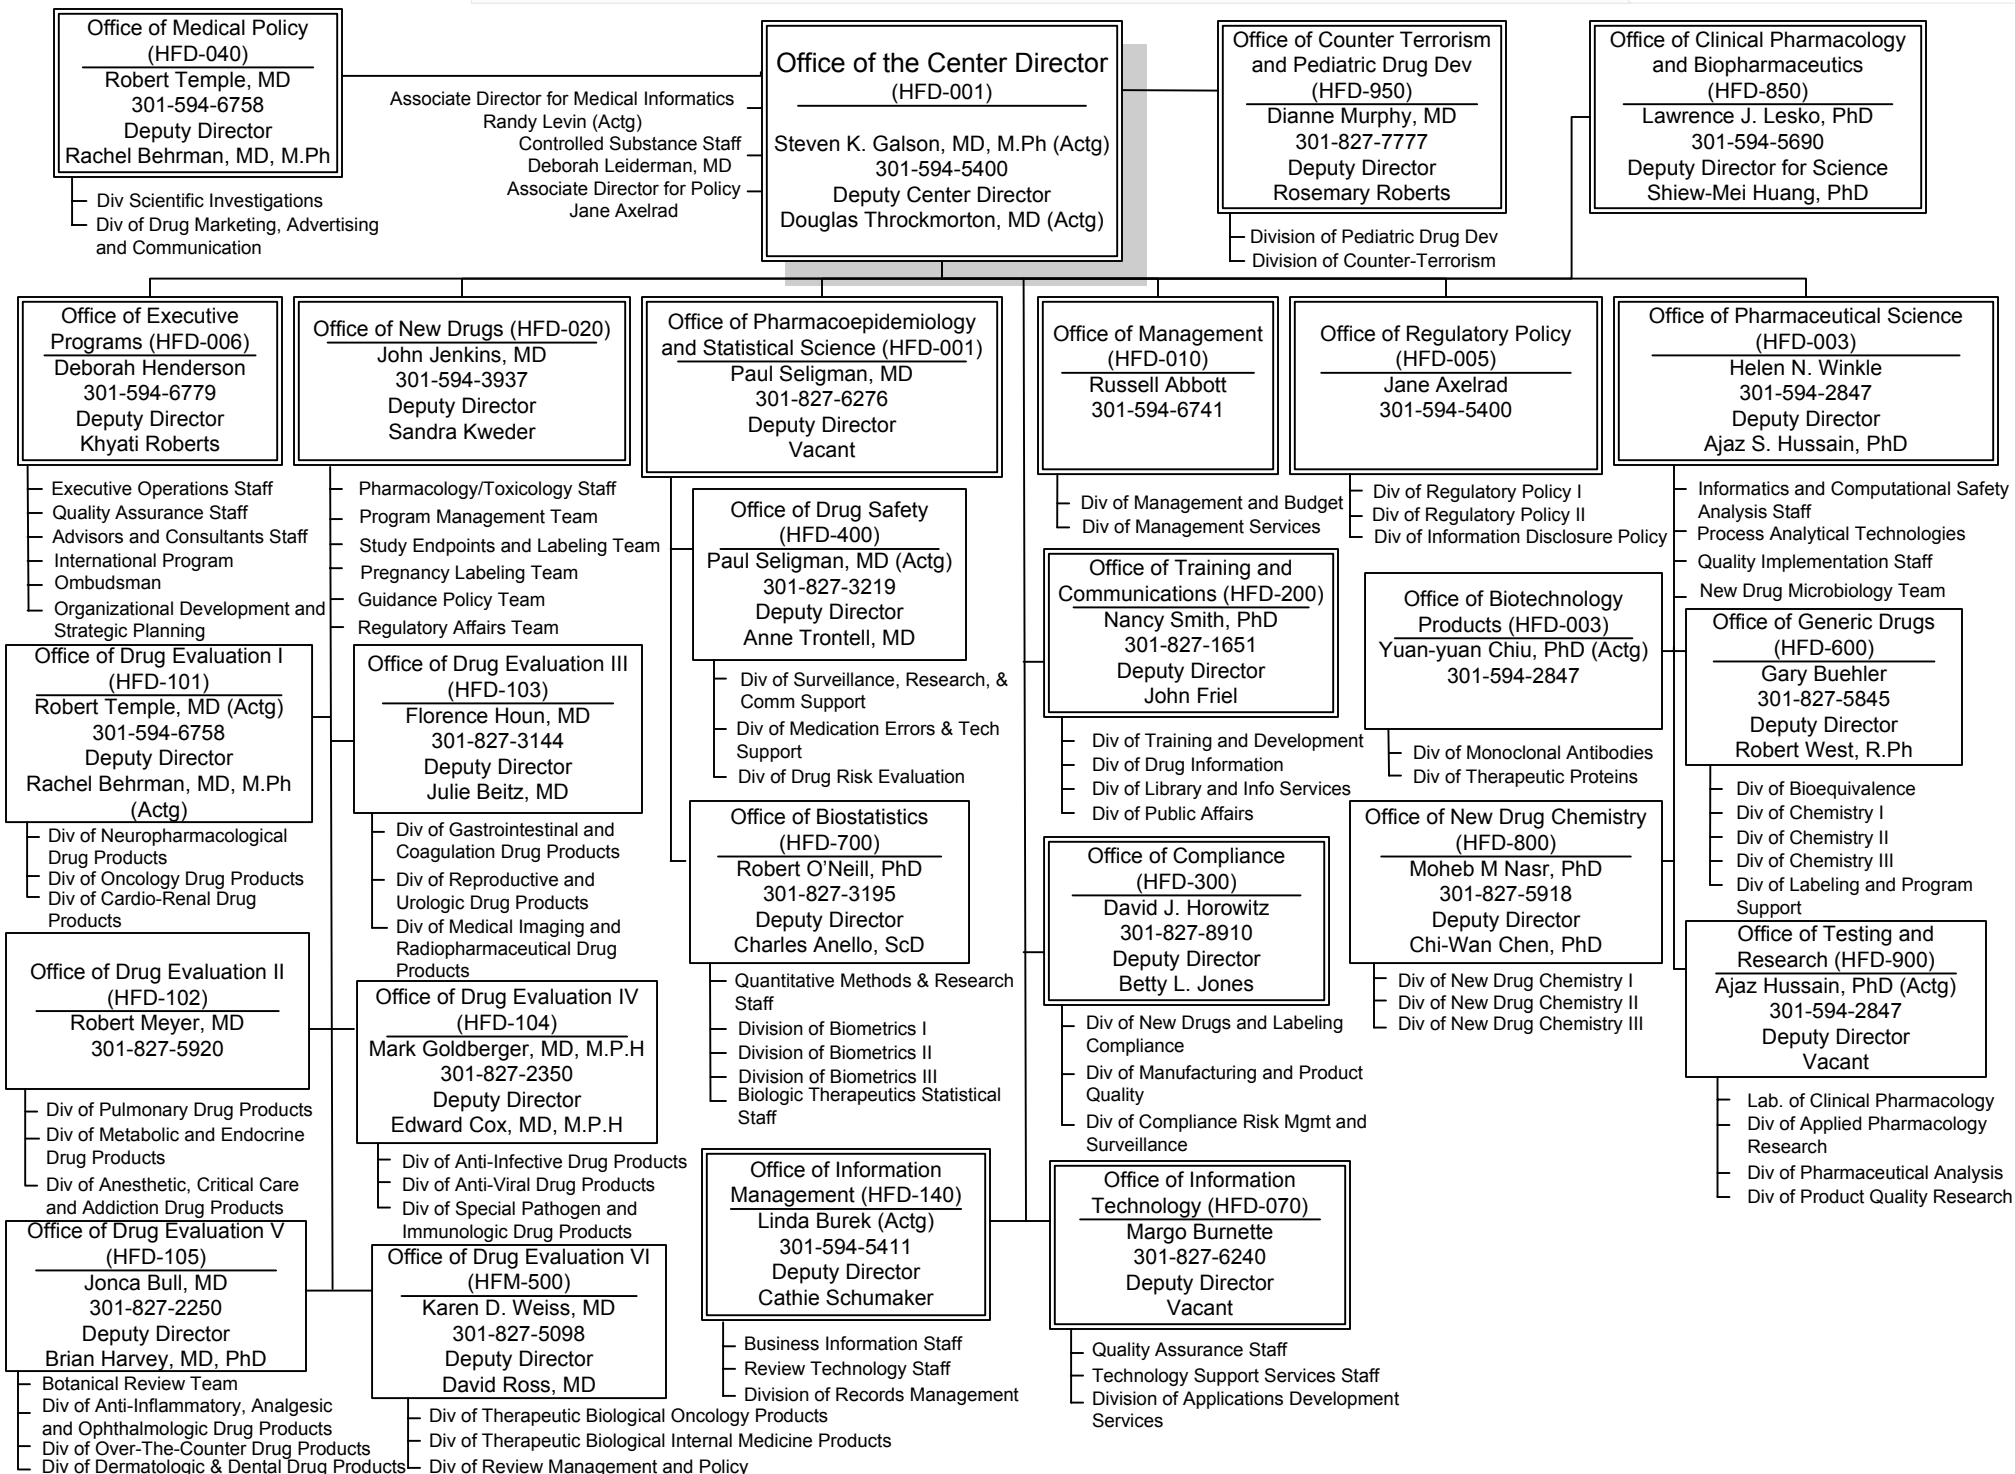 Office of Medical Policy
(HFD-040)
Robert Temple, MD
301-594-6758
Deputy Director
Rachel Behrman, MD, M.Ph
Div Scientific Investigations
Div of Drug Marketing, Advertising
and Communication
Associate Director for Medical Informatics
Randy Levin (Actg)
Controlled Substance Staff
Deborah Leiderman, MD
Associate Director for Policy
Jane Axelrad
Office of the Center Director
(HFD-001)
Steven K. Galson, MD, M.Ph (Actg)
301-594-5400
Deputy Center Director
Douglas Throckmorton, MD (Actg)
Office of Counter Terrorism
and Pediatric Drug Dev
(HFD-950)
Dianne Murphy, MD
301-827-7777
Deputy Director
Rosemary Roberts
Division of Pediatric Drug Dev
Division of Counter-Terrorism
Office of Clinical Pharmacology
and Biopharmaceutics
(HFD-850)
Lawrence J. Lesko, PhD
301-594-5690
Deputy Director for Science
Shiew-Mei Huang, PhD
Office of Executive
Programs (HFD-006)
Deborah Henderson
301-594-6779
Deputy Director
Khyati Roberts
Executive Operations Staff
Quality Assurance Staff
Advisors and Consultants Staff
International Program
Ombudsman
Organizational Development and
Strategic Planning
Office of New Drugs (HFD-020)
John Jenkins, MD
301-594-3937
Deputy Director
Sandra Kweder
Pharmacology/Toxicology Staff
Program Management Team
Study Endpoints and Labeling Team
Pregnancy Labeling Team
Guidance Policy Team
Regulatory Affairs Team
Office of Drug Evaluation I
(HFD-101)
Robert Temple, MD (Actg)
301-594-6758
Deputy Director
Rachel Behrman, MD, M.Ph
(Actg)
Div of Neuropharmacological
Drug Products
Div of Oncology Drug Products
Div of Cardio-Renal Drug
Products
Office of Drug Evaluation III
(HFD-103)
Florence Houn, MD
301-827-3144
Deputy Director
Julie Beitz, MD
Div of Gastrointestinal and
Coagulation Drug Products
Div of Reproductive and
Urologic Drug Products
Div of Medical Imaging and
Radiopharmaceutical Drug
Products
Office of Drug Evaluation II
(HFD-102)
Robert Meyer, MD
301-827-5920
Div of Pulmonary Drug Products
Div of Metabolic and Endocrine
Drug Products
Div of Anesthetic, Critical Care
and Addiction Drug Products
Office of Drug Evaluation IV
(HFD-104)
Mark Goldberger, MD, M.P.H
301-827-2350
Deputy Director
Edward Cox, MD, M.P.H
Div of Anti-Infective Drug Products
Div of Anti-Viral Drug Products
Div of Special Pathogen and
Immunologic Drug Products
Office of Drug Evaluation V
(HFD-105)
Jonca Bull, MD
301-827-2250
Deputy Director
Brian Harvey, MD, PhD
Botanical Review Team
Div of Anti-Inflammatory, Analgesic
and Ophthalmologic Drug Products
Div of Over-The-Counter Drug Products
Div of Dermatologic & Dental Drug Products
Office of Drug Evaluation VI
(HFM-500)
Karen D. Weiss, MD
301-827-5098
Deputy Director
David Ross, MD
Div of Therapeutic Biological Oncology Products
Div of Therapeutic Biological Internal Medicine Products
Div of Review Management and Policy
Office of Pharmacoepidemiology
and Statistical Science (HFD-001)
Paul Seligman, MD
301-827-6276
Deputy Director
Vacant
Office of Drug Safety
(HFD-400)
Paul Seligman, MD (Actg)
301-827-3219
Deputy Director
Anne Trontell, MD
Div of Surveillance, Research, &
Comm Support
Div of Medication Errors & Tech
Support
Div of Drug Risk Evaluation
Office of Biostatistics
(HFD-700)
Robert O’Neill, PhD
301-827-3195
Deputy Director
Charles Anello, ScD
Quantitative Methods & Research
Staff
Division of Biometrics I
Division of Biometrics II
Division of Biometrics III
Biologic Therapeutics Statistical
Staff
Office of Information
Management (HFD-140)
Linda Burek (Actg)
301-594-5411
Deputy Director
Cathie Schumaker
Business Information Staff
Review Technology Staff
Division of Records Management
Office of Management
(HFD-010)
Russell Abbott
301-594-6741
Div of Management and Budget
Div of Management Services
Office of Training and
Communications (HFD-200)
Nancy Smith, PhD
301-827-1651
Deputy Director
John Friel
Div of Training and Development
Div of Drug Information
Div of Library and Info Services
Div of Public Affairs
Office of Compliance
(HFD-300)
David J. Horowitz
301-827-8910
Deputy Director
Betty L. Jones
Div of New Drugs and Labeling
Compliance
Div of Manufacturing and Product
Quality
Div of Compliance Risk Mgmt and
Surveillance
Office of Information
Technology (HFD-070)
Margo Burnette
301-827-6240
Deputy Director
Vacant
Quality Assurance Staff
Technology Support Services Staff
Division of Applications Development
Services
Office of Regulatory Policy
(HFD-005)
Jane Axelrad
301-594-5400
Div of Regulatory Policy I
Div of Regulatory Policy II
Div of Information Disclosure Policy
Office of Pharmaceutical Science
(HFD-003)
Helen N. Winkle
301-594-2847
Deputy Director
Ajaz S. Hussain, PhD
Informatics and Computational Safety
Analysis Staff
Process Analytical Technologies
Quality Implementation Staff
New Drug Microbiology Team
Office of Biotechnology
Products (HFD-003)
Yuan-yuan Chiu, PhD (Actg)
301-594-2847
Div of Monoclonal Antibodies
Div of Therapeutic Proteins
Office of Generic Drugs
(HFD-600)
Gary Buehler
301-827-5845
Deputy Director
Robert West, R.Ph
Div of Bioequivalence
Div of Chemistry I
Div of Chemistry II
Div of Chemistry III
Div of Labeling and Program
Support
Office of New Drug Chemistry
(HFD-800)
Moheb M Nasr, PhD
301-827-5918
Deputy Director
Chi-Wan Chen, PhD
Div of New Drug Chemistry I
Div of New Drug Chemistry II
Div of New Drug Chemistry III
Office of Testing and
Research (HFD-900)
Ajaz Hussain, PhD (Actg)
301-594-2847
Deputy Director
Vacant
Lab. of Clinical Pharmacology
Div of Applied Pharmacology
Research
Div of Pharmaceutical Analysis
Div of Product Quality Research